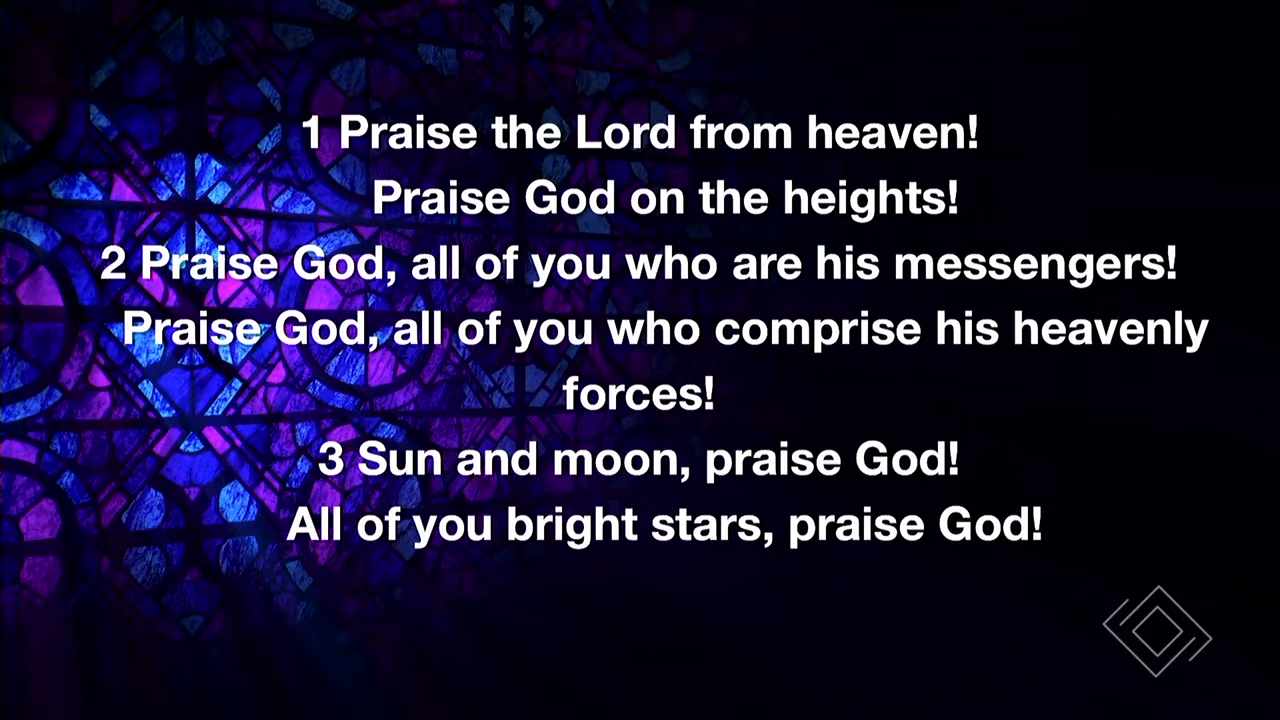 1 Praise the Lord from heaven!
Praise God on the heights!
2 Praise God, all of you who are his messengers!
Praise God, all of you who comprise his heavenly
forces!
3 Sun and moon, praise God!
All of you bright stars, praise God!